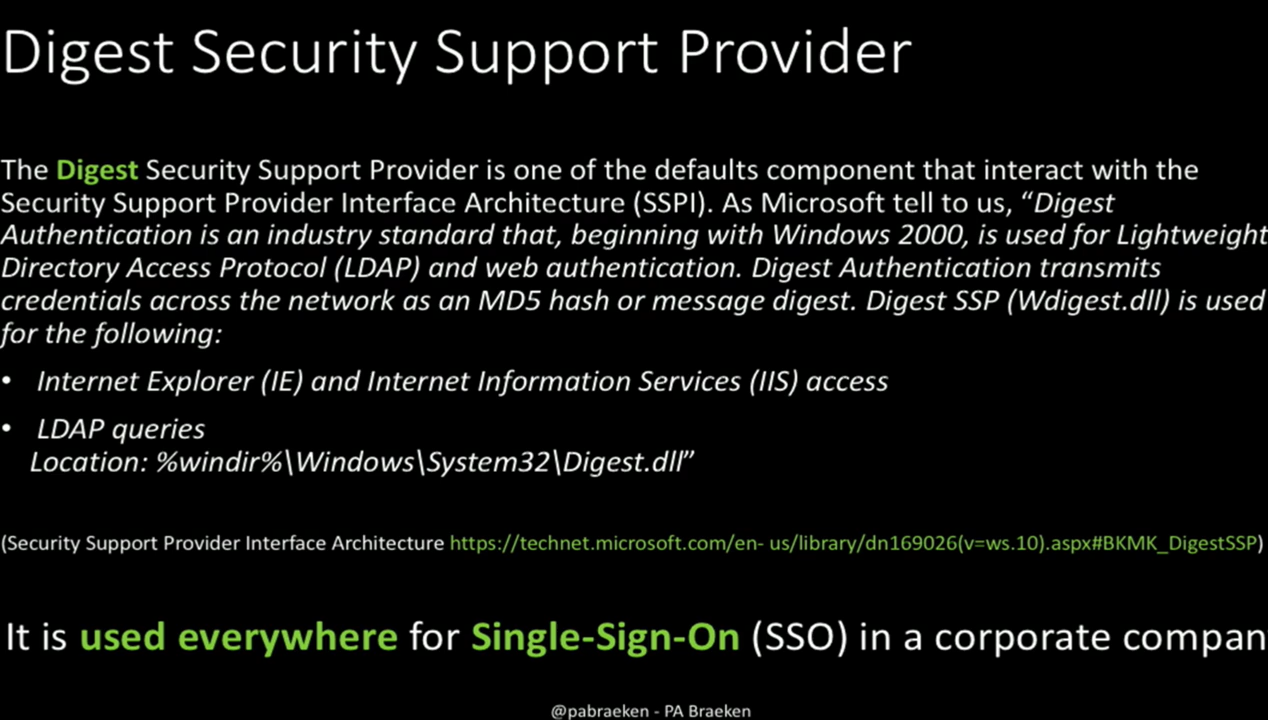 Digest Security Support Provider
The Digest Security Support Provider is one of the defaults component that interact with the
Security Support Provider Interface Architecture (SSPI). As Microsoft tell to us, “Digest
Authentication is an industry standard that, beginning with Windows 2000, is used for Lightweight
Directory Access Protocol (LDAP) and web authentication. Digest Authentication transmits
credentials across the network as an MD5 hash or message digest. Digest SSP (Wdigest.dll) is used
for the following:
• Internet Explorer (IE) and Internet Information Services (IIS) access
• LDAP queries
Location: %windir%\Windows\System32\Digest.dll”
(Security Support Provider Interface Architecture https://technet.microsoft.com/en- us/library/dn169026(v=ws.10).aspx#BKMK_DigestSSP)
It is used everywhere for Single-Sign-On (SSO) in a corporate compan
@pabraeken - PA Braeken